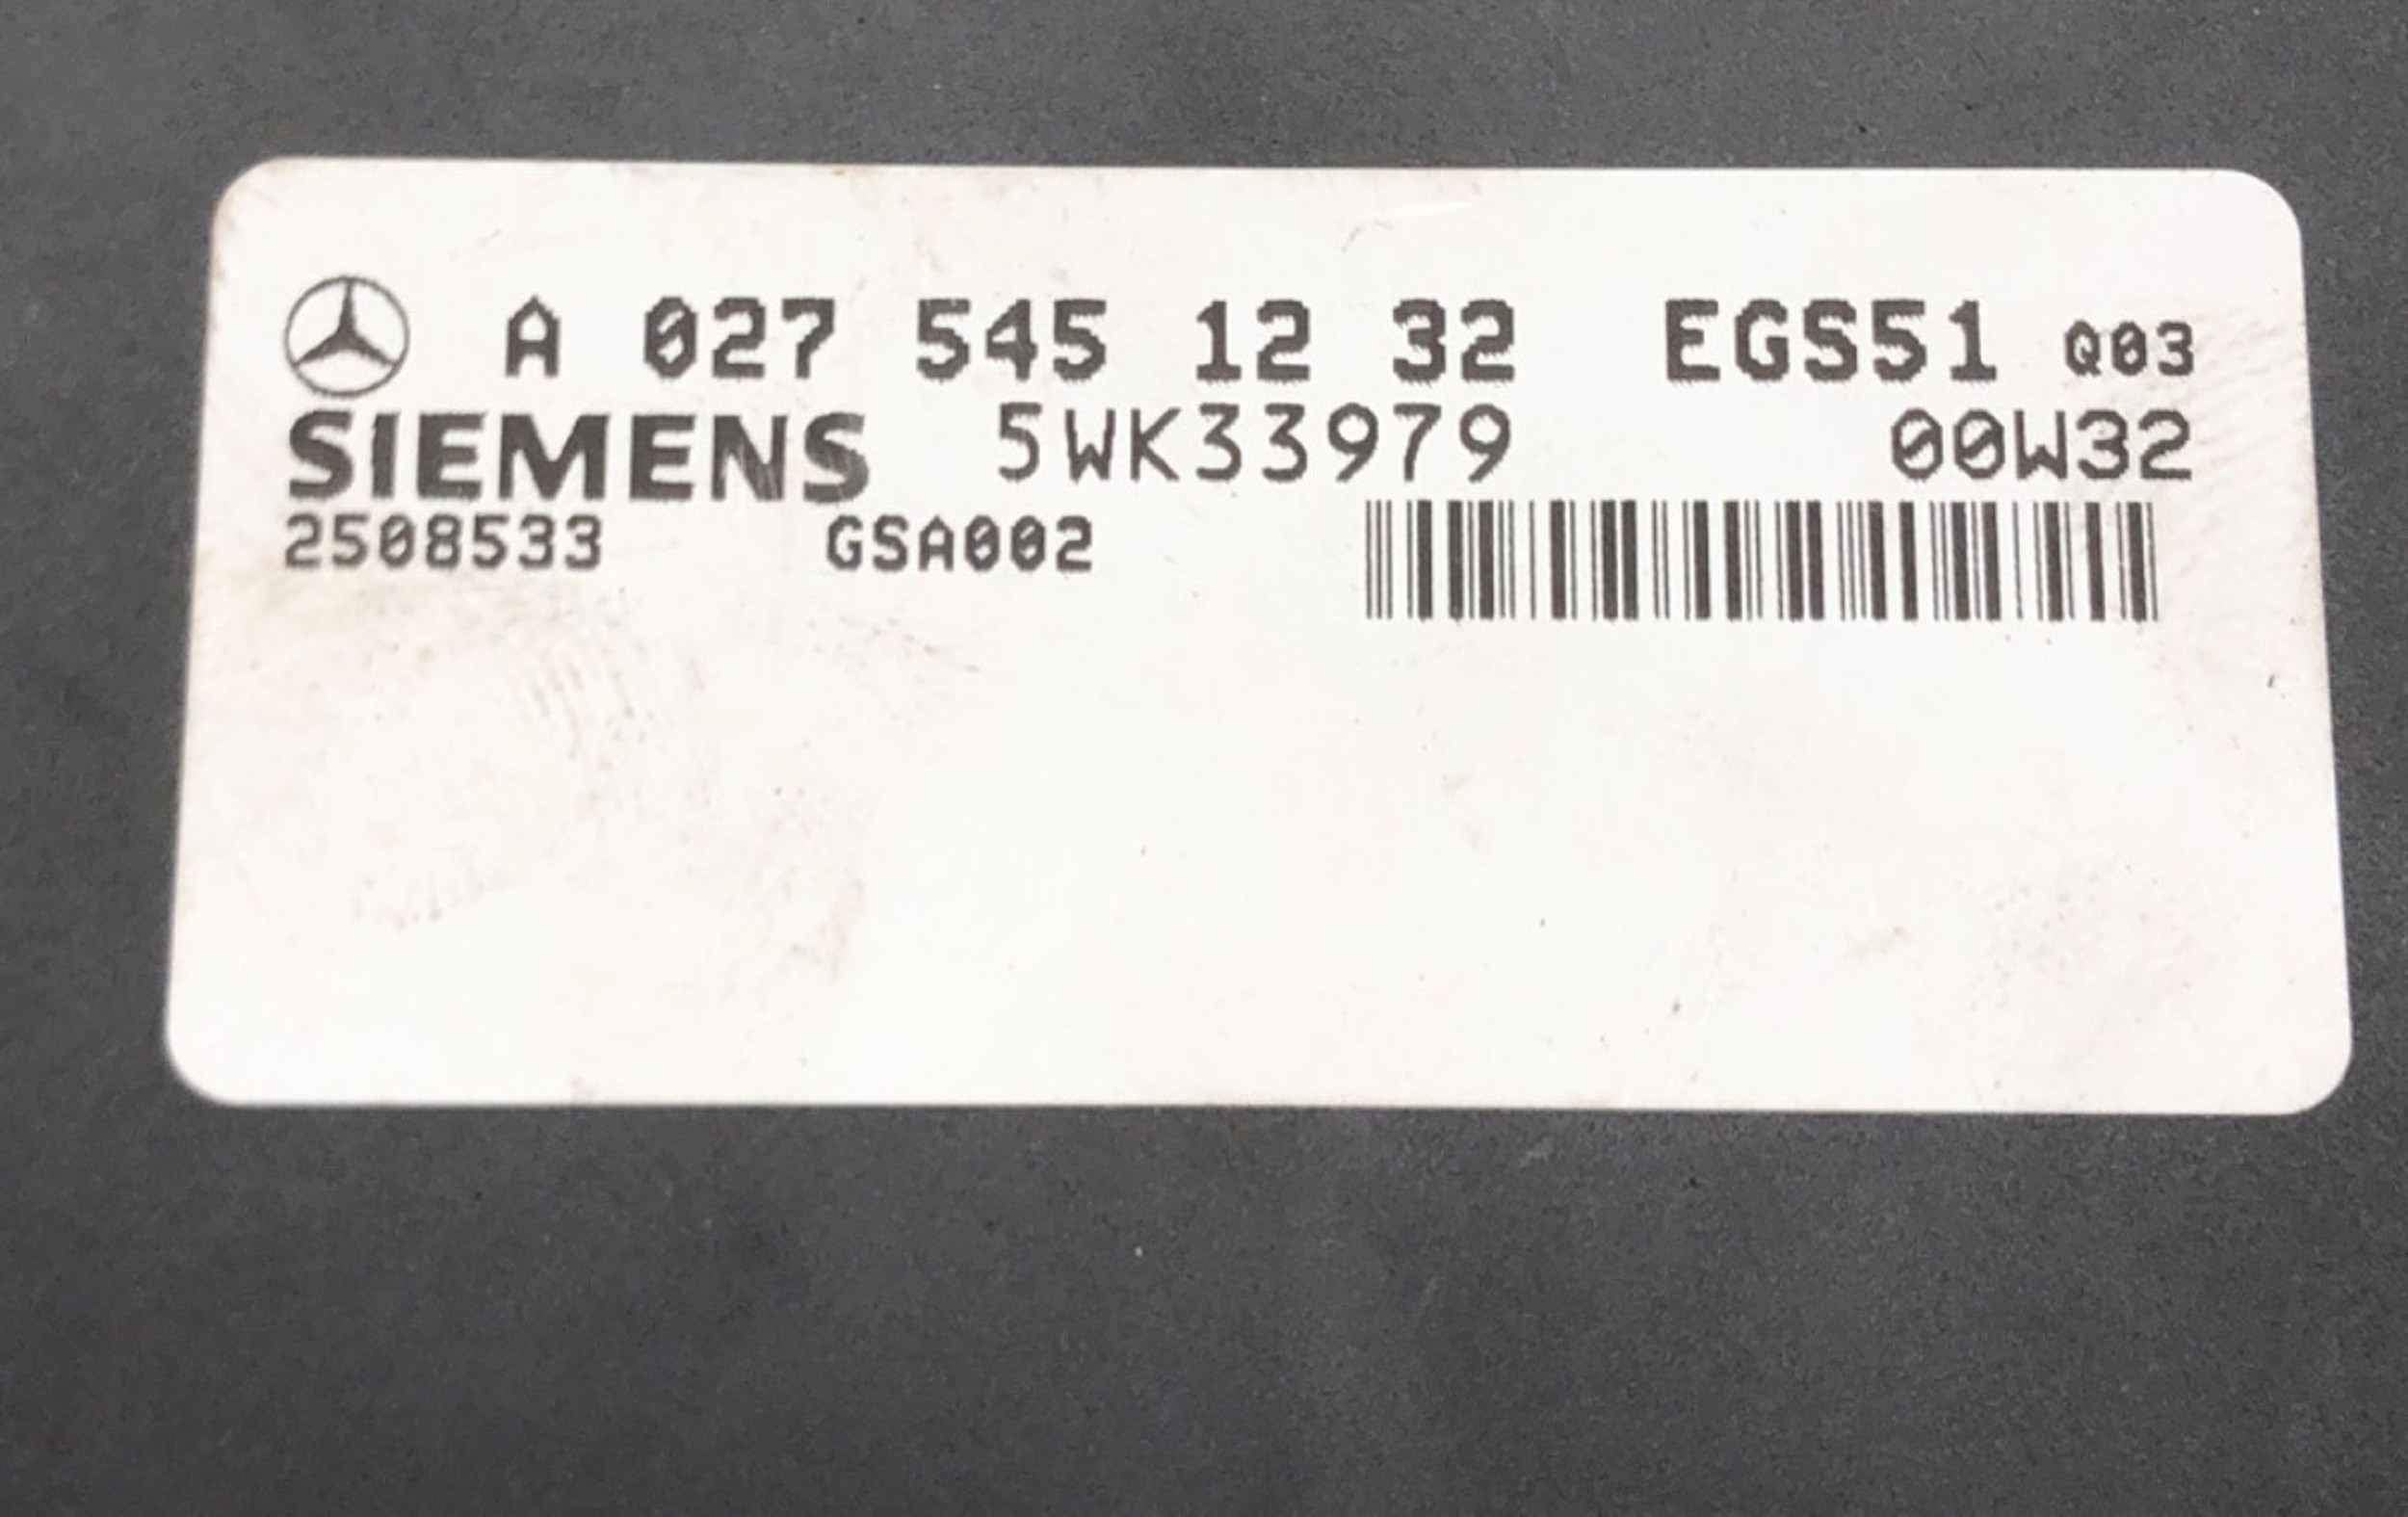 A 027 545 12 32 EGS51 Q03
SIEMENS 5WK33979 00W32
2508533 GSA002